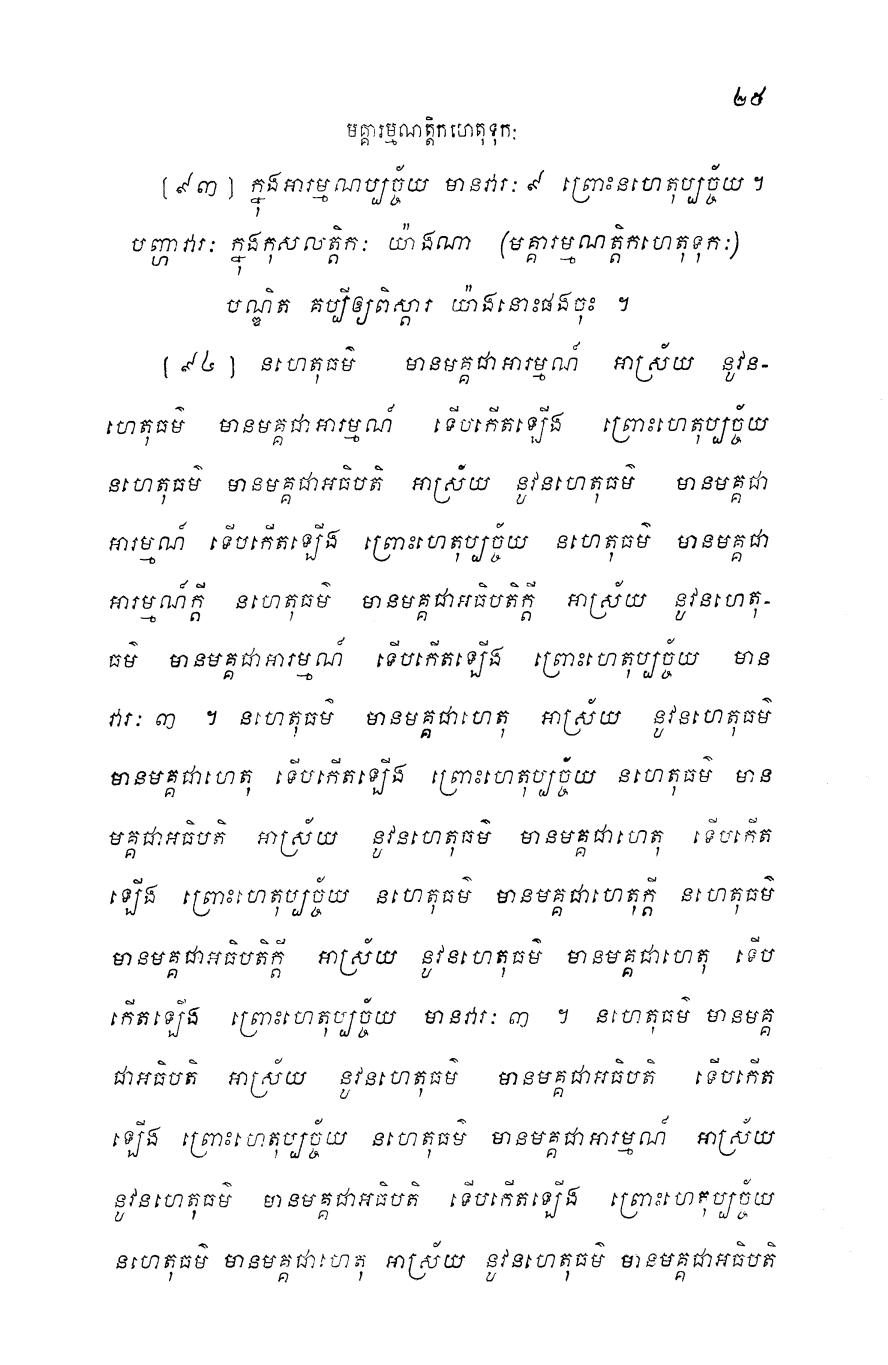 ២៥
មគ្គារម្មណត្តិកហេតុទុកៈ
[៩៣] ក្នុងអារម្មណប្បច្ច័យ មានវារៈ ៩ ព្រោះនហេតុប្បច្ច័យ ។
បញ្ហាវារៈ ក្នុងកុសលត្តិកៈ យ៉ាងណា (មគ្គារម្មណត្តិកហេតុទុកៈ)
បណ្ឌិត គប្បីឲ្យពិស្តារ យ៉ាងនោះផងចុះ ។
[៩៤] នហេតុធម៌ មានមគ្គជាអារម្មណ៍ អាស្រ័យ នូវន-
ហេតុធម៌ មានមគ្គជាអារម្មណ៍ ទើបកើតឡើង ព្រោះហេតុប្បច្ច័យ
នហេតុធម៌ មានមគ្គជាអធិបតិ អាស្រ័យ នូវនហេតុធម៌ មានមគ្គជា
អារម្មណ៍ ទើបកើតឡើង ព្រោះហេតុប្បច្ច័យ នហេតុធម៌ មានមគ្គជា
អារម្មណ៍ក្តី នហេតុធម៌ មានមគ្គជាអធិបតិក្តី អាស្រ័យ នូវនហេតុ-
ធម៌ មានមគ្គជាអារម្មណ៍ ទើបកើតឡើង ព្រោះហេតុប្បច្ច័យ មាន
វារៈ ៣ ។ នហេតុធម៌ មានមគ្គជាហេតុ អាស្រ័យ នូវនហេតុធម៌
មានមគ្គជាហេតុ ទើបកើតឡើង ព្រោះហេតុប្បច្ច័យ នហេតុធម៌ មាន
មគ្គជាអធិបតិ អាស្រ័យ នូវនហេតុធម៌ មានមគ្គជាហេតុ ទើបកើត
ឡើង ព្រោះហេតុប្បច្ច័យ នហេតុធម៌ មានមគ្គជាហេតុក្តី នហេតុធម៌
មានមគ្គជាអធិបតិក្តី អាស្រ័យ នូវនហេតុធម៌ មានមគ្គជាហេតុ ទើប
កើតឡើង ព្រោះហេតុប្បច្ច័យ មានវារៈ ៣ ។ នហេតុធម៌ មានមគ្គ
ជាអធិបតិ អាស្រ័យ នូវនហេតុធម៌ មានមគ្គជាអធិបតិ ទើបកើត
ឡើង ព្រោះហេតុប្បច្ច័យ នហេតុធម៌ មានមគ្គជាអារម្មណ៍ អាស្រ័យ
នូវនហេតុធម៌ មានមគ្គជាអធិបតិ ទើបកើតឡើង ព្រោះហេតុប្បច្ច័យ
នហេតុធម៌ មានមគ្គជាហេតុ អាស្រ័យ នូវនហេតុធម៌ មានមគ្គជាអធិបតិ